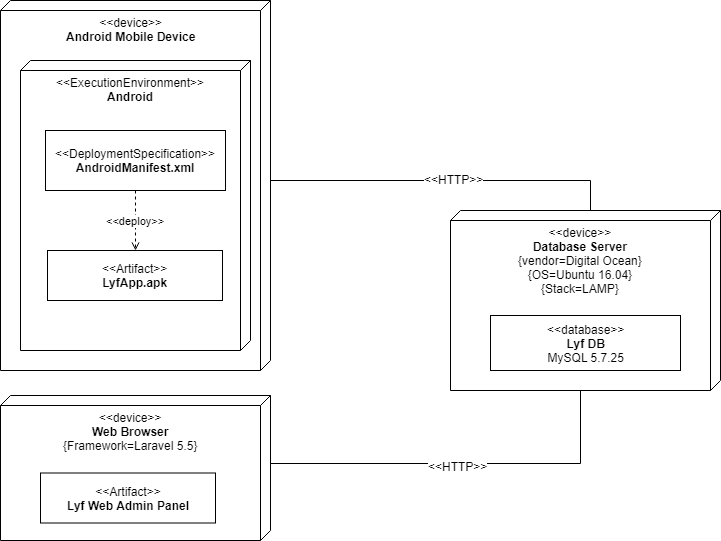 <<device>>
Android Mobile Device
<<ExecutionEnvironment>>
Android
<<DeploymentSpecification>>
AndroidManifest.xml
<<deploy>>
<<Artifact>>
LyfApp.apk
<<HTTP>>
<<device>>
Database Server
{vendor=Digital Ocean}
{OS=Ubuntu 16.04}
{Stack=LAMP}
<<database>>
Lyf DB
MySQL 5.7.25
<<device>>
Web Browser
{Framework=Laravel 5.5}
<<Artifact>>
Lyf Web Admin Panel
<<HTTP>>